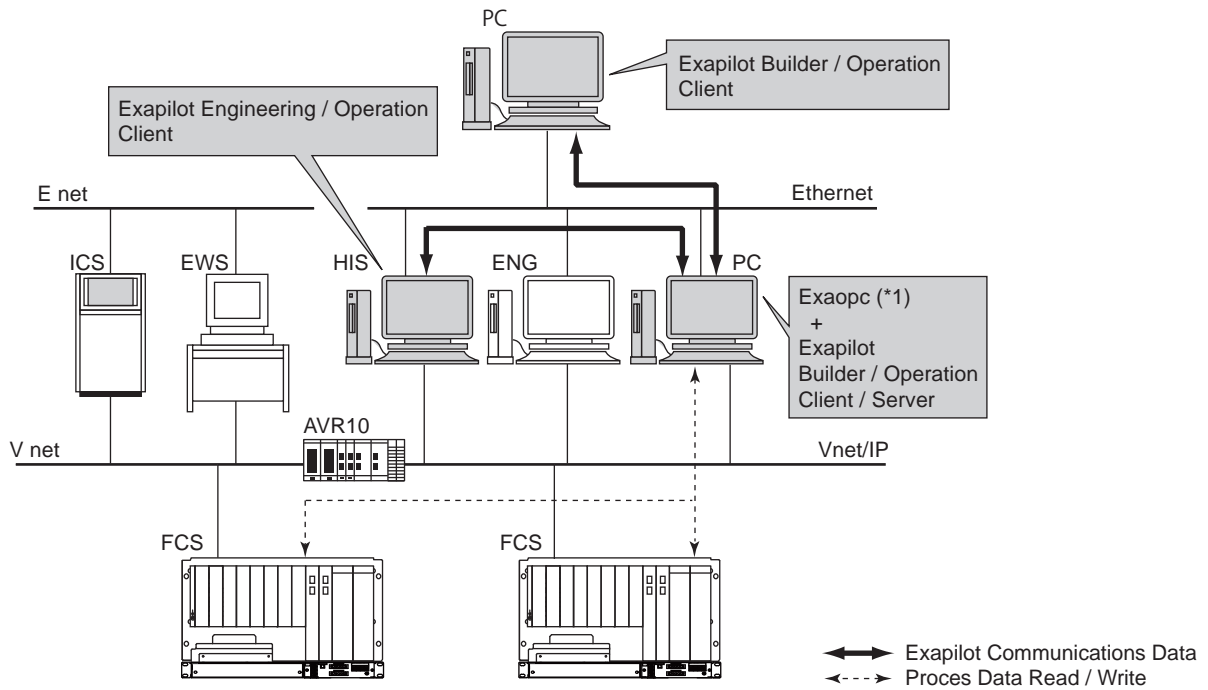 PC
Exapilot Builder / Operation
Client
Exapilot Engineering / Operation
Client
E net
Ethernet
ICS
EWS
HIS
ENG
PC
Exaopc (*1)
+
Exapilot
Builder / Operation
Client / Server
AVR10
V net
Vnet/IP
FCS
FCS
Exapilot Communications Data
Proces Data Read / Write